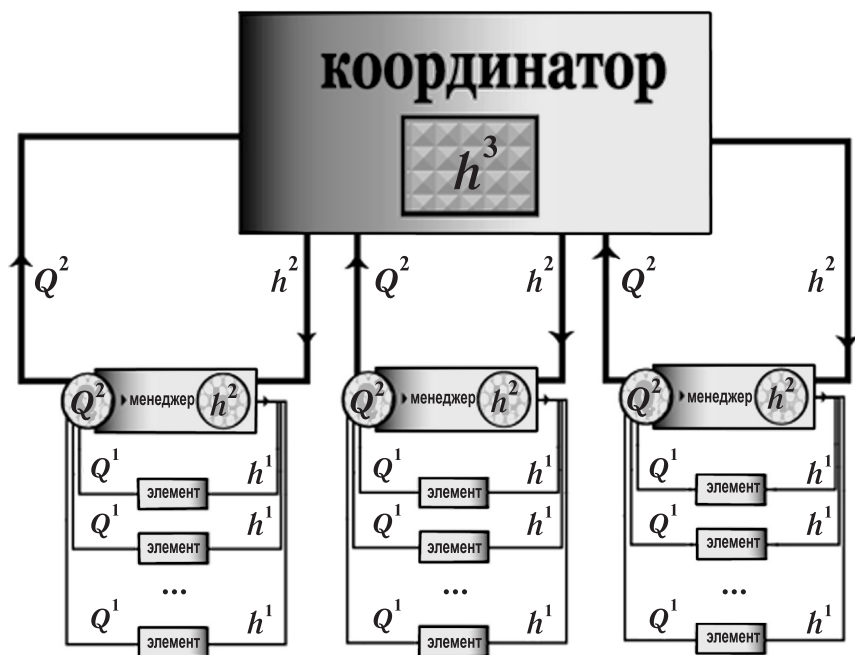 координатор
h³
Q² h² Q² h² Q² h²
Q² менеджер h² Q² менеджер h² Q² менеджер h²
Q¹ элемент h¹ Q¹ элемент h¹ Q¹ элемент h¹
Q¹ элемент h¹ Q¹ элемент h¹ Q¹ элемент h¹
... ... ...
Q¹ элемент h¹ Q¹ элемент h¹ Q¹ элемент h¹